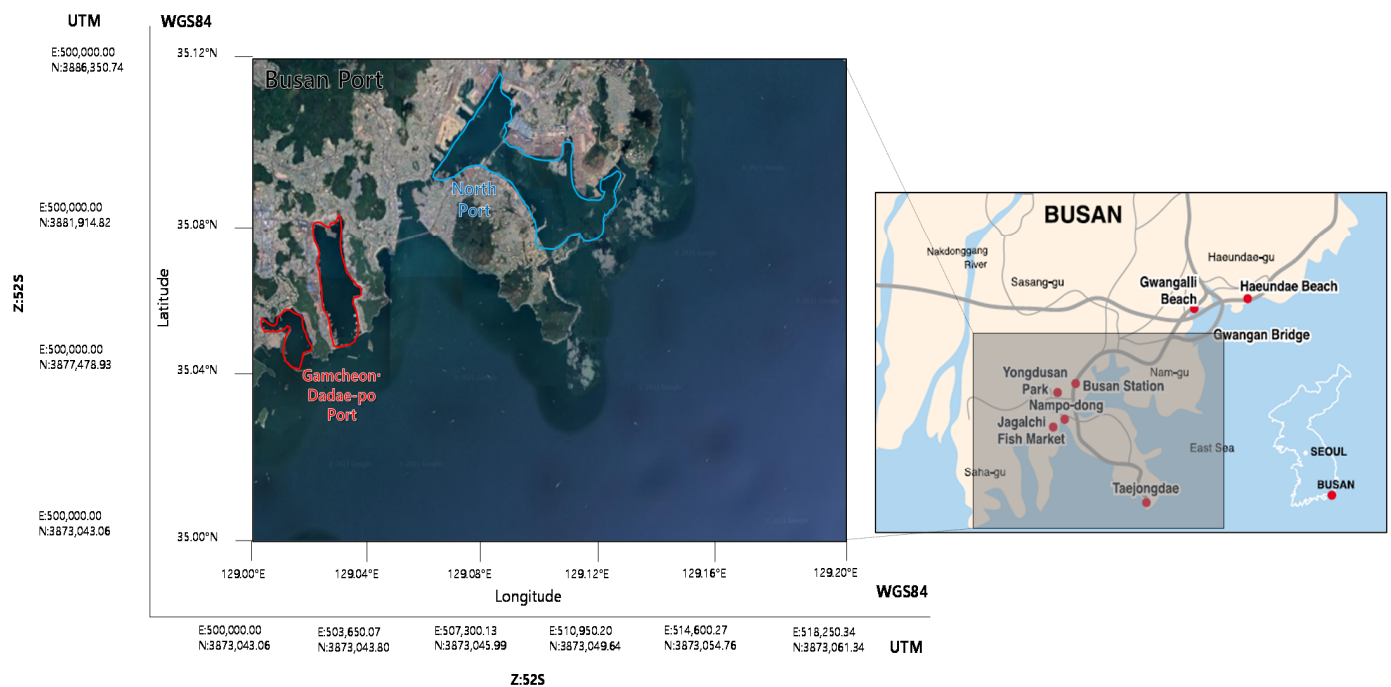 UTM
WGS84
E:500,000.00
N:3886,350.74
35.12°N
Busan Port
E:500,000.00
N:3881,914.82
35.08°N
North
Port
Z:52S
Latitude
E:500,000.00
N:3877,478.93
35.04°N
Gamcheon-
Dadae-po
Port
E:500,000.00
N:3873,043.06
35.00°N
129.00°E
129.04°E
129.08°E
129.12°E
129.16°E
129.20°E
Longitude
WGS84
E:500,000.00
N:3873,043.06
E:503,650.07
N:3873,043.80
E:507,300.13
N:3873,045.99
E:510,950.20
N:3873,049.64
E:514,600.27
N:3873,054.76
E:518,250.34
N:3873,061.34
UTM
Z:52S
BUSAN
Nakdonggang
River
Sasang-gu
Haeundae-gu
Gwangalli
Beach
Haeundae Beach
Gwangan Bridge
Nam-gu
Yongdusan
Park
Busan Station
Nampo-dong
Jagalchi
Fish Market
East Sea
Saha-gu
Taejongdae
SEOUL
BUSAN